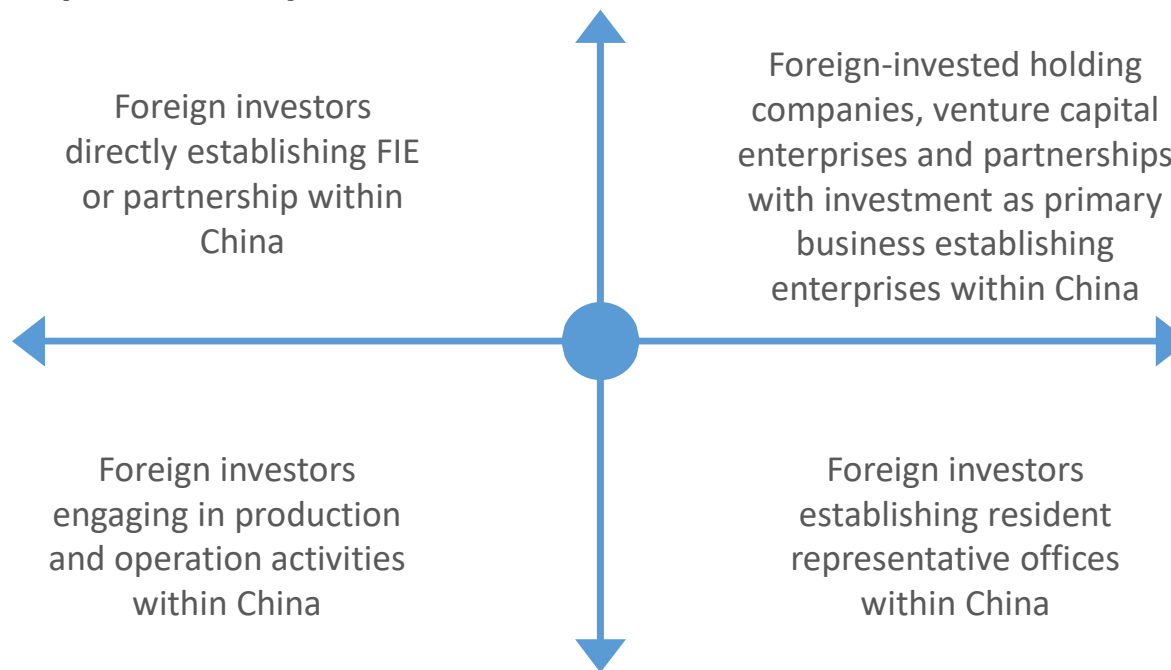 Foreign investors
directly establishing FIE
or partnership within
China
Foreign-invested holding
companies, venture capital
enterprises and partnerships
with investment as primary
business establishing
enterprises within China
Foreign investors
engaging in production
and operation activities
within China
Foreign investors
establishing resident
representative offices
within China